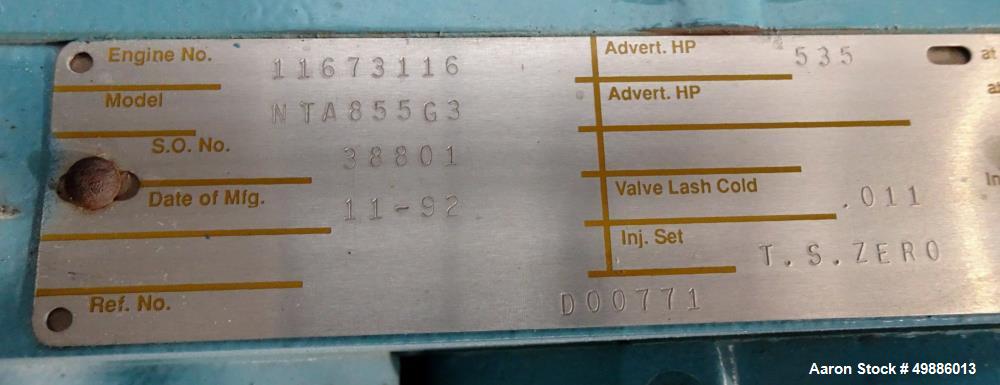 Engine No. 11673116
Model NTA855G3
S.O. No. 38801
Date of Mfg. 11-92
Ref. No. D00771
Advert. HP 535 at
Advert. HP at
Valve Lash Cold .011 In
Inj. Set T.S.ZERO
Aaron Stock # 49886013